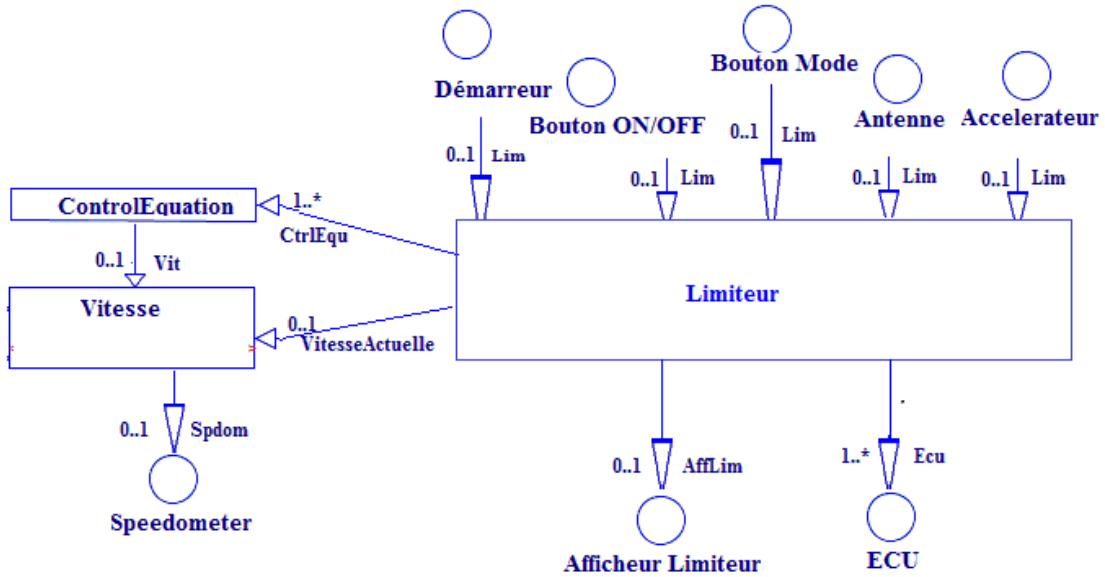 Démarreur
Bouton ON/OFF
Bouton Mode
Antenne
Accelerateur
0..1 Lim
0..1 Lim
0..1 Lim
0..1 Lim
0..1 Lim
ControlEquation
1..*
CtrlEqu
0..1 Vit
Vitesse
Limiteur
0..1
VitesseActuelle
0..1 Spdom
Speedometer
0..1 AffLim
Afficheur Limiteur
1..* Ecu
ECU